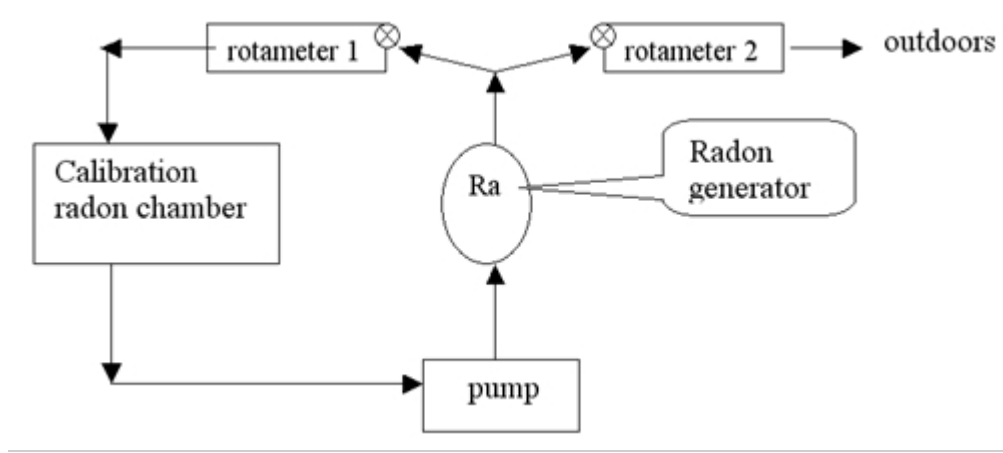 rotameter 1
rotameter 2
outdoors
Calibration
radon chamber
Ra
Radon
generator
pump